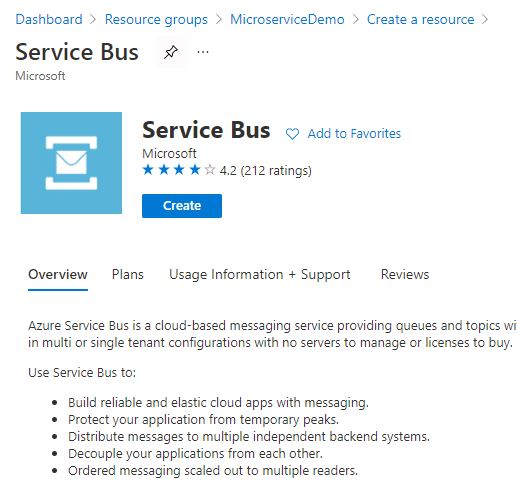 Dashboard > Resource groups > MicroserviceDemo > Create a resource >
Service Bus
Microsoft
Service Bus
Add to Favorites
Microsoft
4.2 (212 ratings)
Create
Overview Plans Usage Information + Support Reviews
Azure Service Bus is a cloud-based messaging service providing queues and topics wi
in multi or single tenant configurations with no servers to manage or licenses to buy.
Use Service Bus to:
• Build reliable and elastic cloud apps with messaging.
• Protect your application from temporary peaks.
• Distribute messages to multiple independent backend systems.
• Decouple your applications from each other.
• Ordered messaging scaled out to multiple readers.